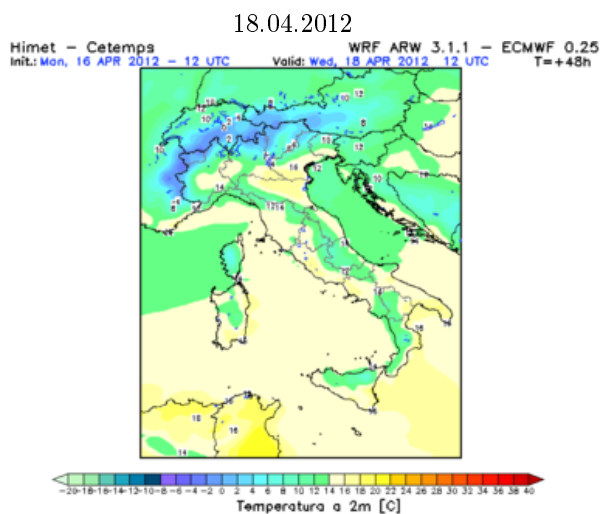 18.04.2012
Himet - Cetemps WRF ARW 3.1.1 - ECMWF 0.25
Init.: Mon, 16 APR 2012 - 12 UTC Valid: Wed, 18 APR 2012 12 UTC T=+48h
-20-18-16-14-12-10-8 -6 -4 -2 0 2 4 6 8 10 12 14 16 18 20 22 24 26 28 30 32 34 36 38 40
Temperatura a 2m [C]